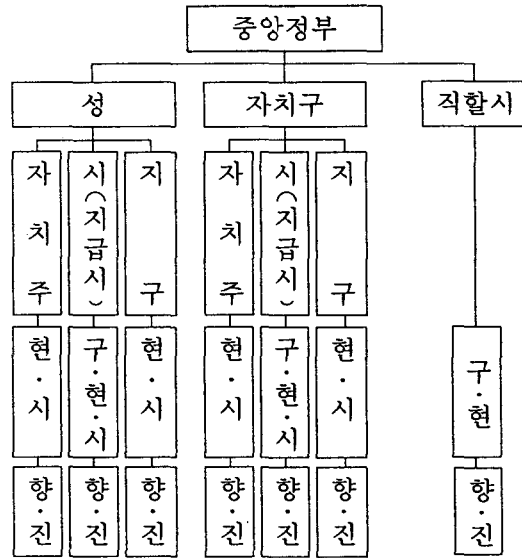 중앙정부
성
자치구
직할시
자치주
시(지급시)
지구
자치주
시(지급시)
지구
현·시
구·현·시
현·시
현·시
구·현·시
현·시
구·현
향·진
향·진
향·진
향·진
향·진
향·진
향·진